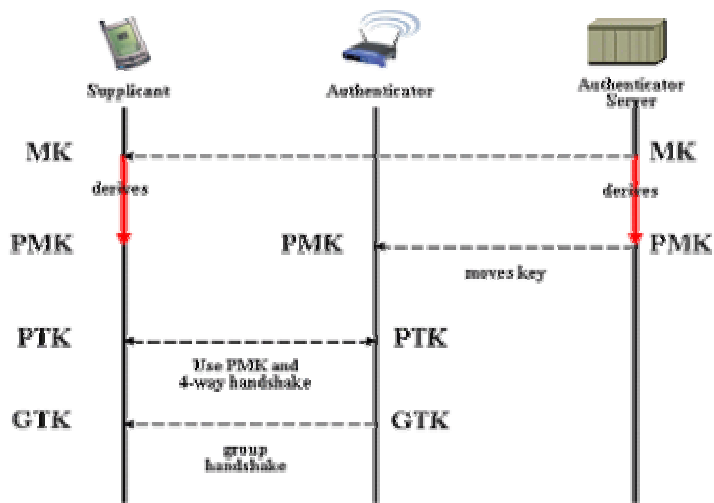 Supplicant
Authenticator
Authenticator
Server
MK
MK
derives
derives
PMK
PMK
PMK
moves key
PTK
PTK
Use PMK and
4-way handshake
GTK
GTK
group
handshake